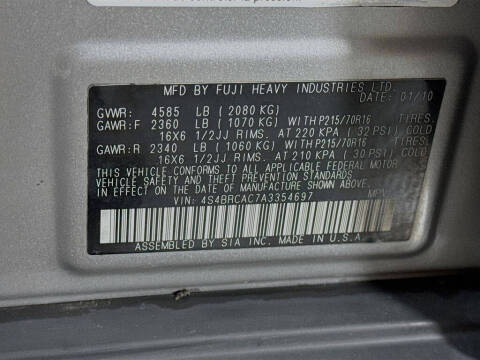 MFD BY FUJI HEAVY INDUSTRIES LTD.
DATE: 01/10
GVWR: 4585 LB (2080 KG)
GAWR:F 2360 LB (1070 KG) WITH P215/70R16 TIRES.
16X6 1/2JJ RIMS. AT 220 KPA (32 PSI) COLD
GAWR:R 2340 LB (1060 KG) WITH P215/70R16 TIRES.
16X6 1/2JJ RIMS. AT 210 KPA (30 PSI) COLD
THIS VEHICLE CONFORMS TO ALL APPLICABLE FEDERAL MOTOR
VEHICLE SAFETY AND THEFT PREVENTION STANDARDS
IN EFFECT ON THE DATE OF MANUFACTURE SHOWN ABOVE.
VIN: 4S4BRCAC7A3354697 MPV
ASSEMBLED BY SIA INC. MADE IN U.S.A.